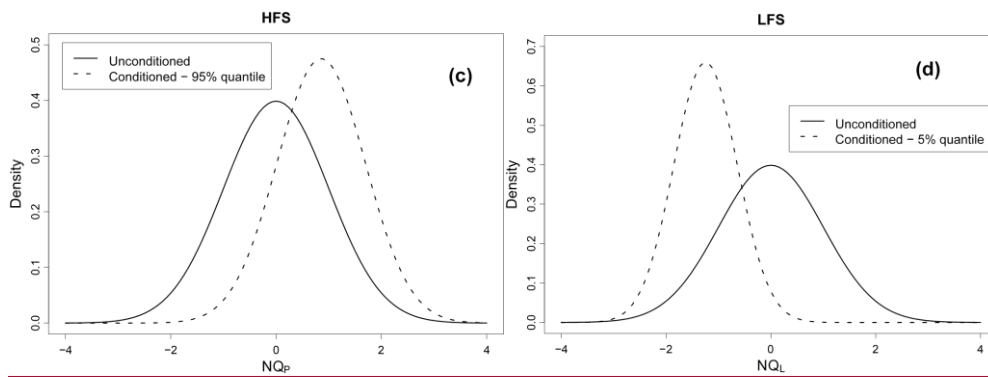 HFS
Unconditioned
Conditioned − 95% quantile
(c)
Density
0.0
0.1
0.2
0.3
0.4
0.5
−4
−2
0
2
4
NQP
LFS
(d)
Unconditioned
Conditioned − 5% quantile
Density
0.0
0.1
0.2
0.3
0.4
0.5
0.6
0.7
−4
−2
0
2
4
NQL